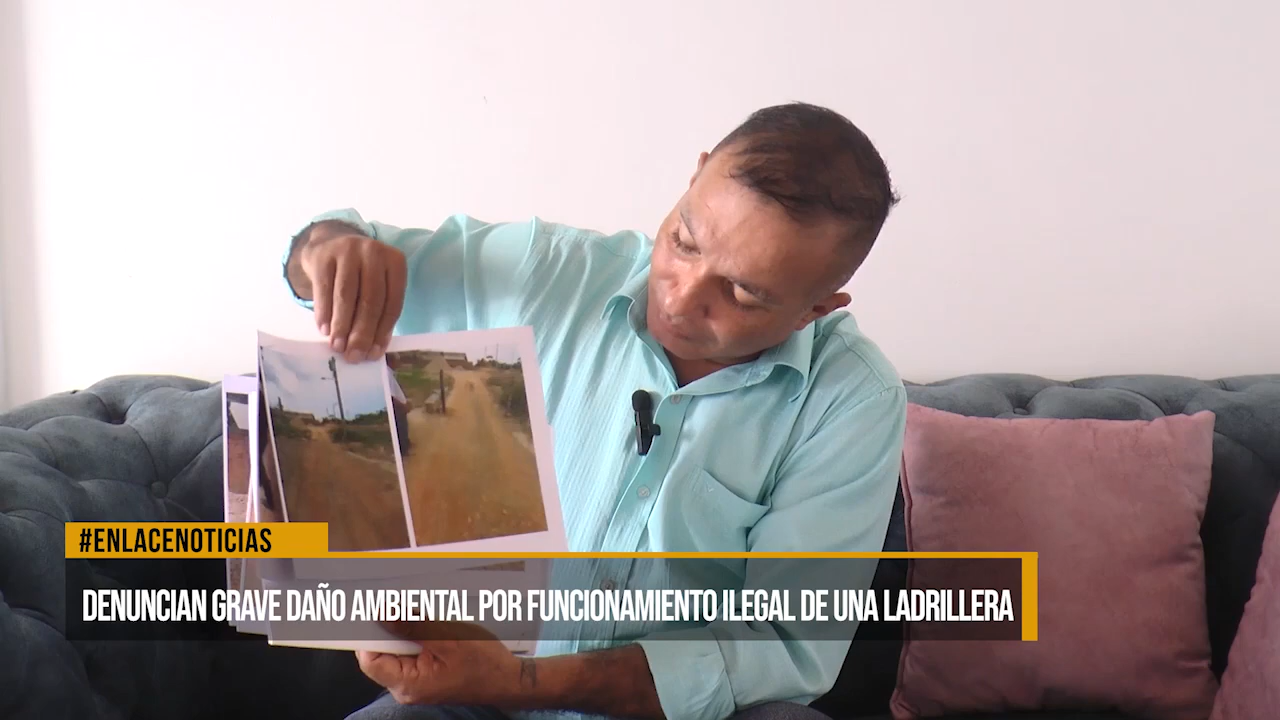 #ENLACENOTICIAS
DENUNCIAN GRAVE DAÑO AMBIENTAL POR FUNCIONAMIENTO ILEGAL DE UNA LADRILLERA